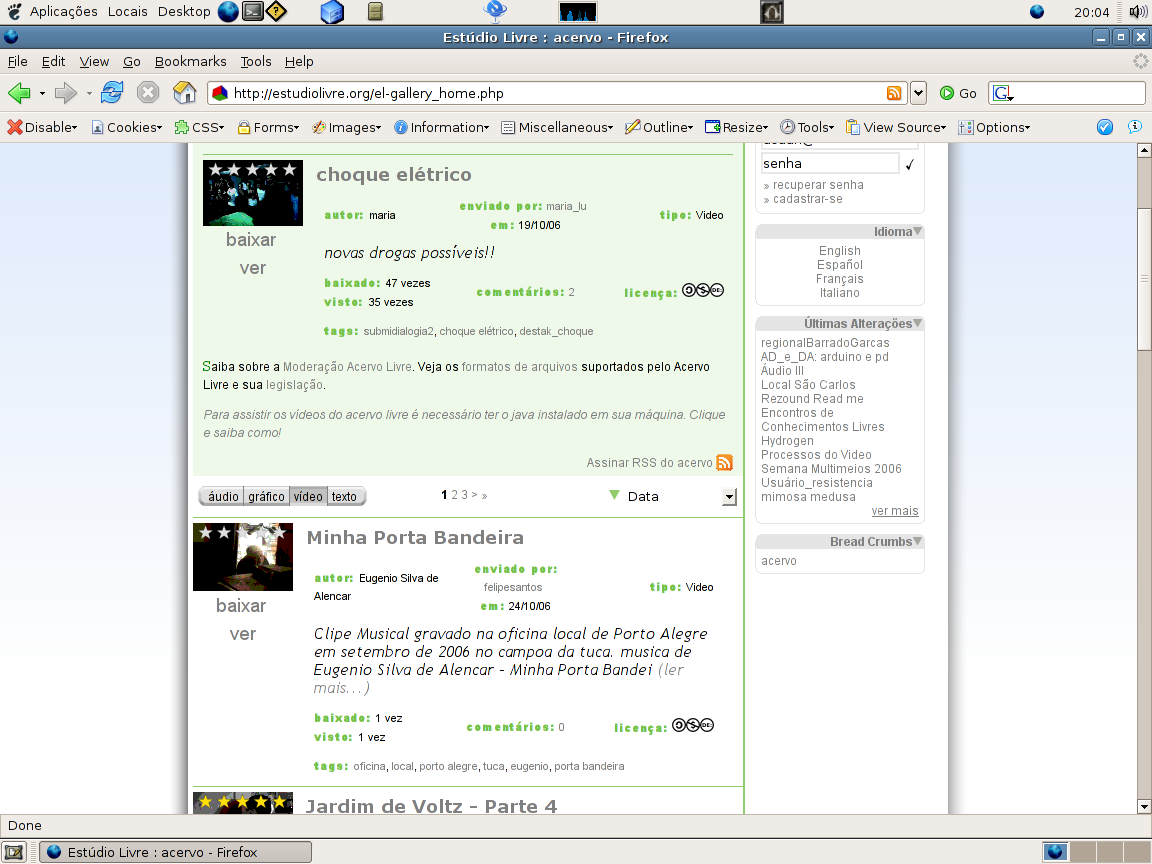 Aplicações Locais Desktop 20:04
Estúdio Livre : acervo - Firefox
File Edit View Go Bookmarks Tools Help
http://estudiolivre.org/el-gallery_home.php Go G
Disable Cookies CSS Forms Images Information Miscellaneous Outline Resize Tools View Source Options
choque elétrico
autor: maria
enviado por: maria_lu
em: 19/10/06
tipo: Video
baixar
ver
novas drogas possíveis!!
baixado: 47 vezes
visto: 35 vezes
comentários: 2
licença:
tags: submidialogia2, choque elétrico, destak_choque
Saiba sobre a Moderação Acervo Livre. Veja os formatos de arquivos suportados pelo Acervo
Livre e sua legislação.
Para assistir os vídeos do acervo livre é necessário ter o java instalado em sua máquina. Clique
e saiba como!
Assinar RSS do acervo
áudio gráfico vídeo texto
1 2 3 > »
Data
Minha Porta Bandeira
autor: Eugenio Silva de
Alencar
enviado por:
felipesantos
em: 24/10/06
tipo: Video
baixar
ver
Clipe Musical gravado na oficina local de Porto Alegre
em setembro de 2006 no campoa da tuca. musica de
Eugenio Silva de Alencar - Minha Porta Bandei (ler
mais...)
baixado: 1 vez
visto: 1 vez
comentários: 0
licença:
tags: oficina, local, porto alegre, tuca, eugenio, porta bandeira
Jardim de Voltz - Parte 4
senha
» recuperar senha
» cadastrar-se
Idioma
English
Español
Français
Italiano
Últimas Alterações
regionalBarradoGarcas
AD_e_DA: arduino e pd
Áudio III
Local São Carlos
Rezound Read me
Encontros de
Conhecimentos Livres
Hydrogen
Processos do Video
Semana Multimeios 2006
Usuário_resistencia
mimosa medusa
ver mais
Bread Crumbs
acervo
Done
Estúdio Livre : acervo - Firefox